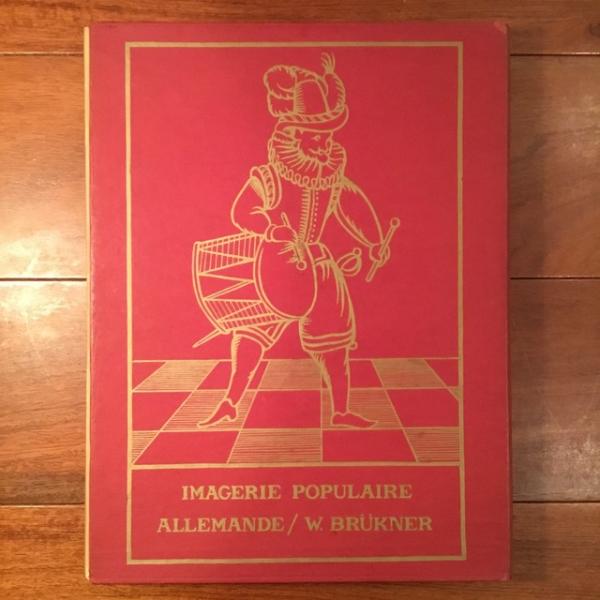 IMAGERIE POPULAIRE
ALLEMANDE / W. BRÜKNER